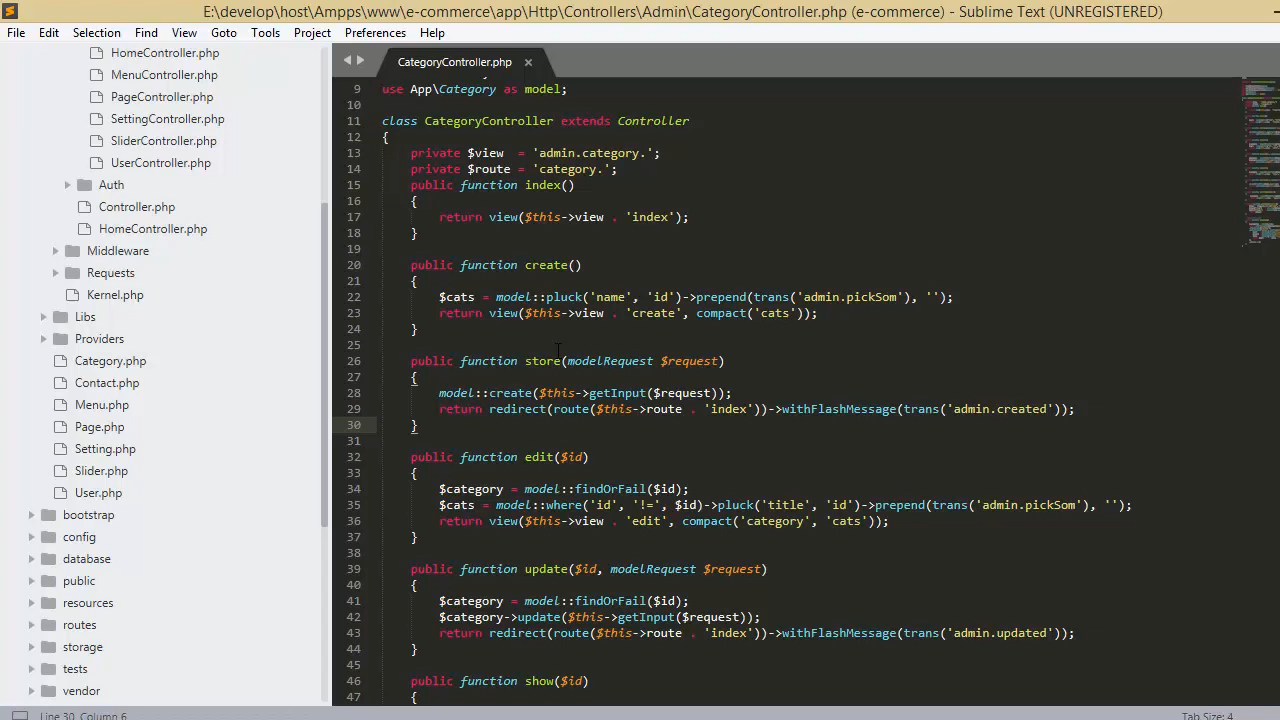 E:\develop\host\Ampps\www\e-commerce\app\Http\Controllers\Admin\CategoryController.php (e-commerce) - Sublime Text (UNREGISTERED)
File Edit Selection Find View Goto Tools Project Preferences Help
HomeController.php
MenuController.php
PageController.php
SettingController.php
SliderController.php
UserController.php
Auth
Controller.php
HomeController.php
Middleware
Requests
Kernel.php
Libs
Providers
Category.php
Contact.php
Menu.php
Page.php
Setting.php
Slider.php
User.php
bootstrap
config
database
public
resources
routes
storage
tests
vendor
CategoryController.php ×
9 use App\Category as model;
10
11 class CategoryController extends Controller
12 {
13 private $view  = 'admin.category.';
14 private $route = 'category.';
15 public function index()
16 {
17 return view($this->view . 'index');
18 }
19
20 public function create()
21 {
22 $cats = model::pluck('name', 'id')->prepend(trans('admin.pickSom'), '');
23 return view($this->view . 'create', compact('cats'));
24 }
25
26 public function store(modelRequest $request)
27 {
28 model::create($this->getInput($request));
29 return redirect(route($this->route . 'index'))->withFlashMessage(trans('admin.created'));
30 }
31
32 public function edit($id)
33 {
34 $category = model::findOrFail($id);
35 $cats = model::where('id', '!=', $id)->pluck('title', 'id')->prepend(trans('admin.pickSom'), '');
36 return view($this->view . 'edit', compact('category', 'cats'));
37 }
38
39 public function update($id, modelRequest $request)
40 {
41 $category = model::findOrFail($id);
42 $category->update($this->getInput($request));
43 return redirect(route($this->route . 'index'))->withFlashMessage(trans('admin.updated'));
44 }
45
46 public function show($id)
47 {
Line 30, Column 6 Tab Size: 4